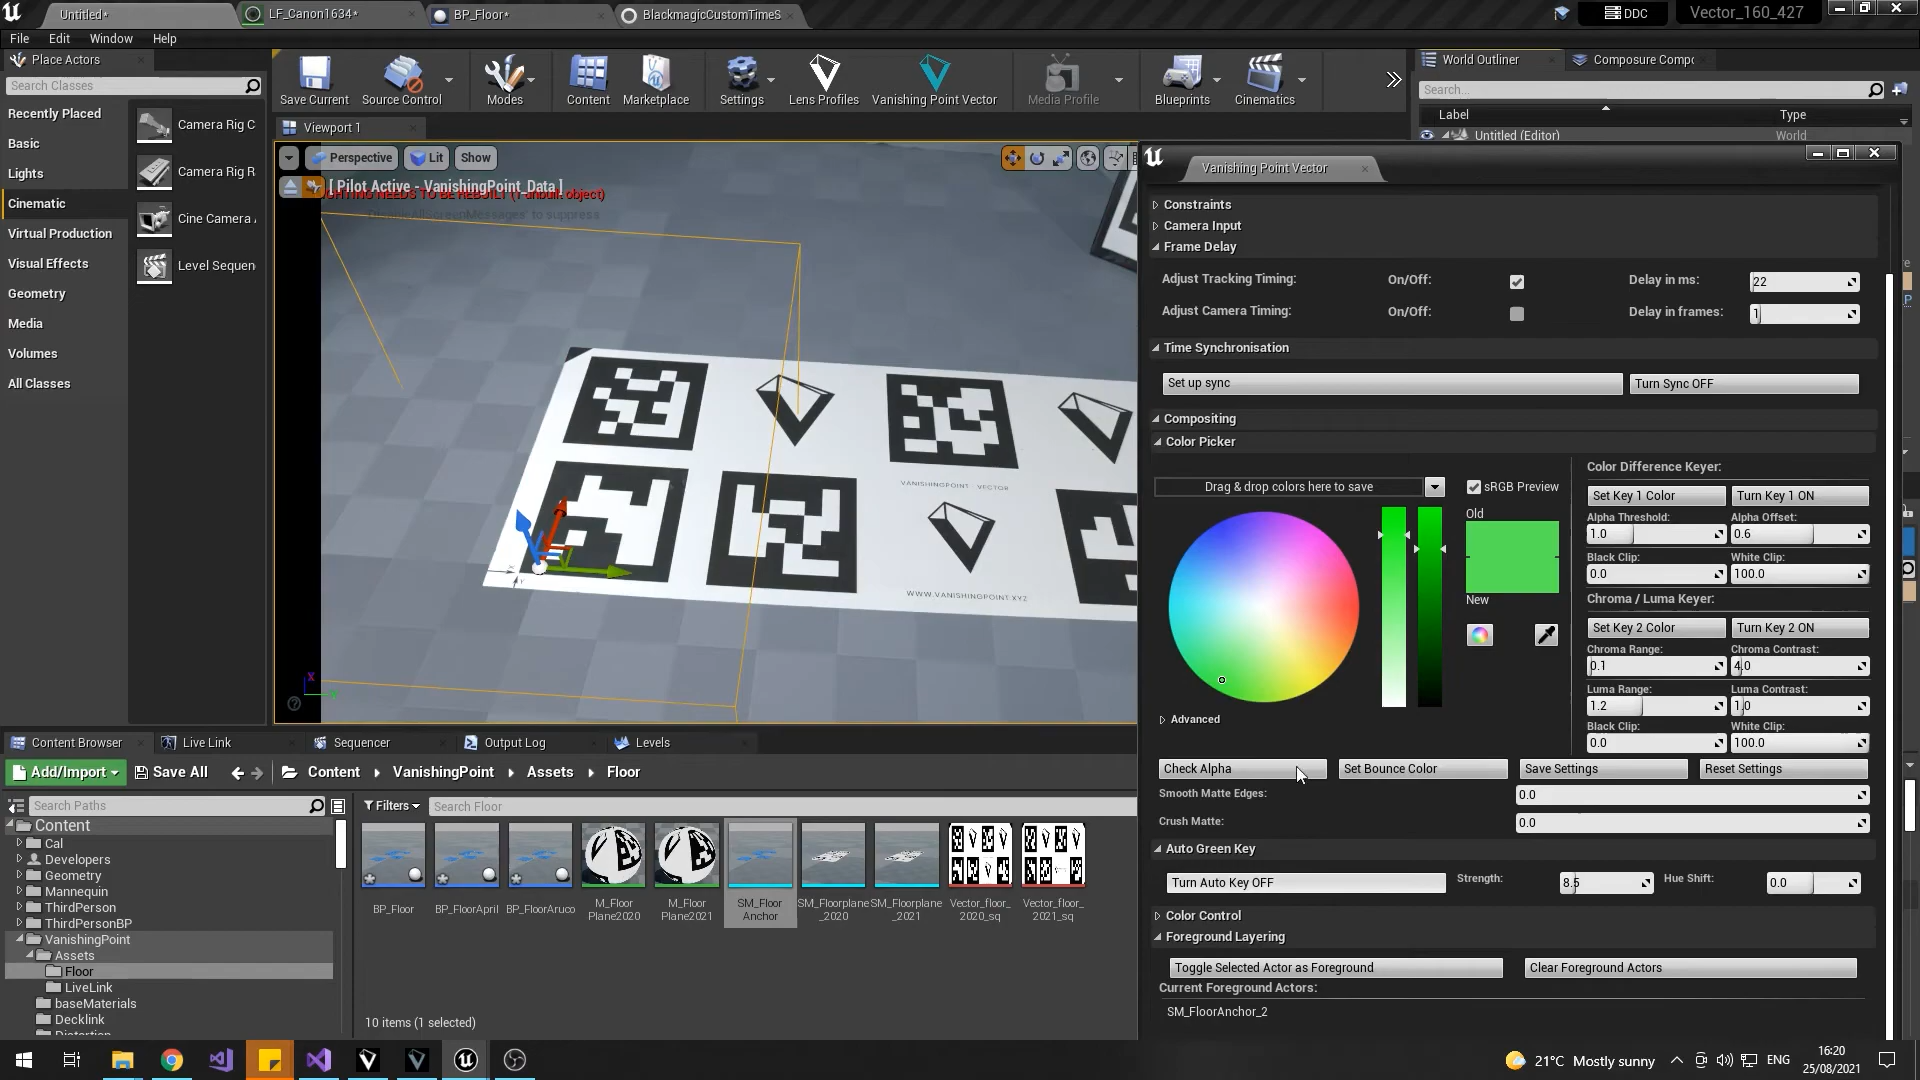 Untitled*
LF_Canon1634*
BP_Floor*
BlackmagicCustomTimeS
DDC
Vector_160_427
File Edit Window Help
Place Actors
Search Classes
Recently Placed
Basic
Lights
Cinematic
Virtual Production
Visual Effects
Geometry
Media
Volumes
All Classes
Camera Rig C
Camera Rig R
Cine Camera
Level Sequen
Save Current
Source Control
Modes
Content
Marketplace
Settings
Lens Profiles
Vanishing Point Vector
Media Profile
Blueprints
Cinematics
World Outliner
Composure Compo
Search...
Label Type
Untitled (Editor) World
Viewport 1
Perspective Lit Show
[ Pilot Active - VanishingPoint_Data ]
LIGHTING NEEDS TO BE REBUILT (1 unbuilt object)
'DisableAllScreenMessages' to suppress
VANISHINGPOINT VECTOR
WWW.VANISHINGPOINT.XYZ
X
Y
Vanishing Point Vector
Constraints
Camera Input
Frame Delay
Adjust Tracking Timing: On/Off: Delay in ms: 22
Adjust Camera Timing: On/Off: Delay in frames: 1
Time Synchronisation
Set up sync Turn Sync OFF
Compositing
Color Picker
Drag & drop colors here to save
sRGB Preview
Old
New
Advanced
Color Difference Keyer:
Set Key 1 Color Turn Key 1 ON
Alpha Threshold: Alpha Offset:
1.0 0.6
Black Clip: White Clip:
0.0 100.0
Chroma / Luma Keyer:
Set Key 2 Color Turn Key 2 ON
Chroma Range: Chroma Contrast:
0.1 4.0
Luma Range: Luma Contrast:
1.2 1.0
Black Clip: White Clip:
0.0 100.0
Check Alpha Set Bounce Color Save Settings Reset Settings
Smooth Matte Edges: 0.0
Crush Matte: 0.0
Auto Green Key
Turn Auto Key OFF Strength: 8.5 Hue Shift: 0.0
Color Control
Foreground Layering
Toggle Selected Actor as Foreground Clear Foreground Actors
Current Foreground Actors:
SM_FloorAnchor_2
Content Browser
Live Link
Sequencer
Output Log
Levels
Add/Import Save All Content VanishingPoint Assets Floor
Search Paths
Filters Search Floor
Content
Cal
Developers
Geometry
Mannequin
ThirdPerson
ThirdPersonBP
VanishingPoint
Assets
Floor
LiveLink
baseMaterials
Decklink
Distortion
BP_Floor
BP_FloorApril
BP_FloorAruco
M_Floor Plane2020
M_Floor Plane2021
SM_Floor Anchor
SM_Floorplane _2020
SM_Floorplane _2021
Vector_floor_ 2020_sq
Vector_floor_ 2021_sq
10 items (1 selected)
21°C Mostly sunny
ENG
16:20
25/08/2021